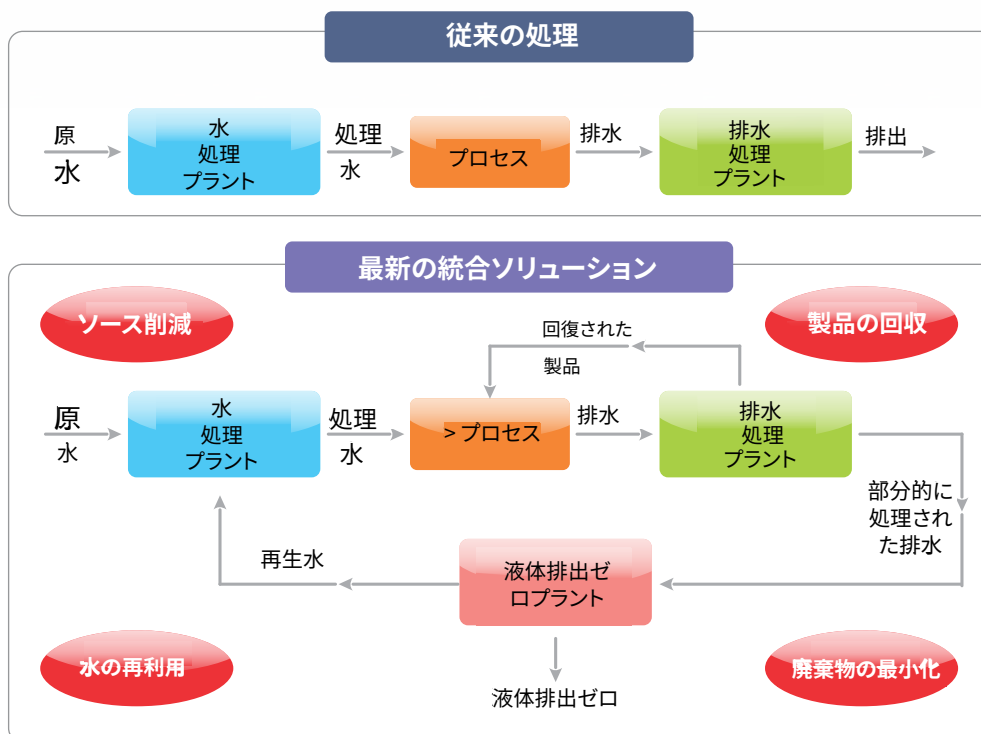 従来の処理
原
水
水
処理
プラント
処理
水
プロセス
排水
排水
処理
プラント
排出
最新の統合ソリューション
ソース削減
製品の回収
回復された
製品
原
水
水
処理
プラント
処理
水
>プロセス
排水
排水
処理
プラント
部分的に
処理され
た排水
再生水
液体排出ゼ
ロプラント
水の再利用
廃棄物の最小化
液体排出ゼロ